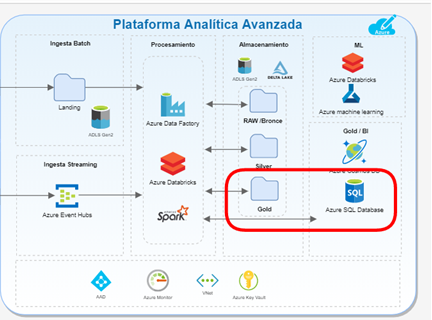 Plataforma Analítica Avanzada
Azure
Ingesta Batch
Procesamiento
Almacenamiento
ML
ADLS Gen2
DELTA LAKE
Azure Databricks
Landing
ADLS Gen2
Azure Data Factory
RAW /Bronce
Azure machine learning
Gold / BI
Silver
Ingesta Streaming
Azure Databricks
Azure Event Hubs
Spark
Gold
SQL
Azure SQL Database
AAD
Azure Monitor
VNet
Azure Key Vault